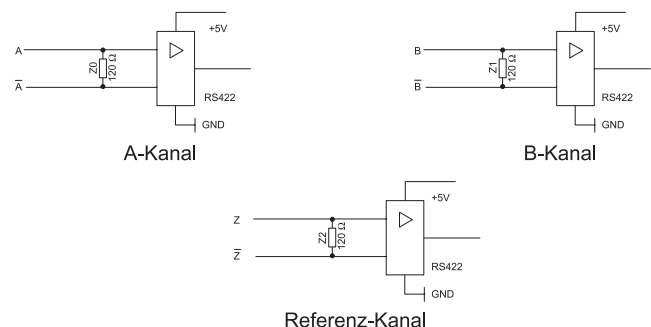 +5V
A
Z0
120 Ω
A̅
RS422
GND
A-Kanal
+5V
B
Z1
120 Ω
B̅
RS422
GND
B-Kanal
+5V
Z
Z2
120 Ω
Z̅
RS422
GND
Referenz-Kanal